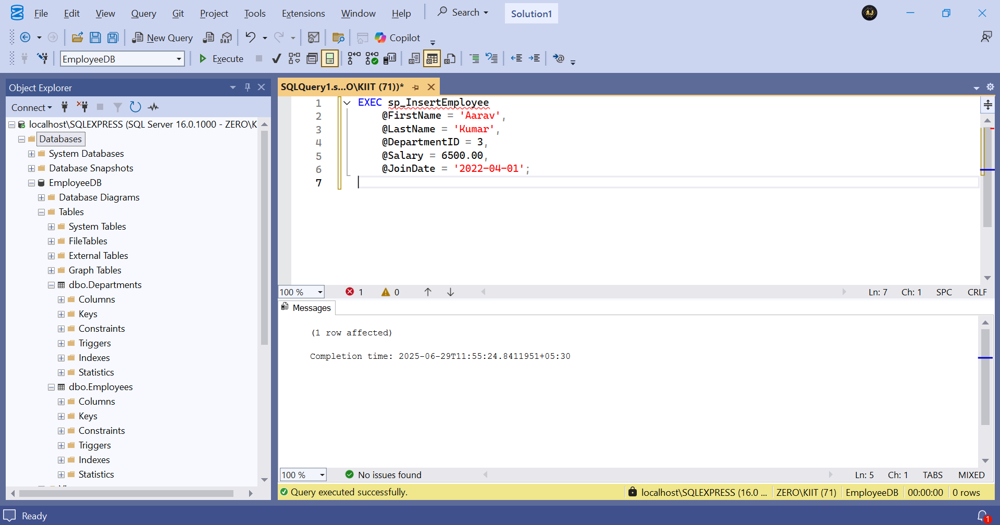 File Edit View Query Git Project Tools Extensions Window Help Search Solution1
AJ
New Query DAX Copilot
EmployeeDB Execute
Object Explorer
Connect
localhost\SQLEXPRESS (SQL Server 16.0.1000 - ZERO\K
Databases
System Databases
Database Snapshots
EmployeeDB
Database Diagrams
Tables
System Tables
FileTables
External Tables
Graph Tables
dbo.Departments
Columns
Keys
Constraints
Triggers
Indexes
Statistics
dbo.Employees
Columns
Keys
Constraints
Triggers
Indexes
Statistics
SQLQuery1.s...O\KIIT (71))*
1 EXEC sp_InsertEmployee
2 @FirstName = 'Aarav',
3 @LastName = 'Kumar',
4 @DepartmentID = 3,
5 @Salary = 6500.00,
6 @JoinDate = '2022-04-01';
7
100 % 1 0 Ln: 7 Ch: 1 SPC CRLF
Messages
(1 row affected)
Completion time: 2025-06-29T11:55:24.8411951+05:30
100 % No issues found Ln: 5 Ch: 1 TABS MIXED
Query executed successfully. localhost\SQLEXPRESS (16.0 ... ZERO\KIIT (71) EmployeeDB 00:00:00 0 rows
Ready 1